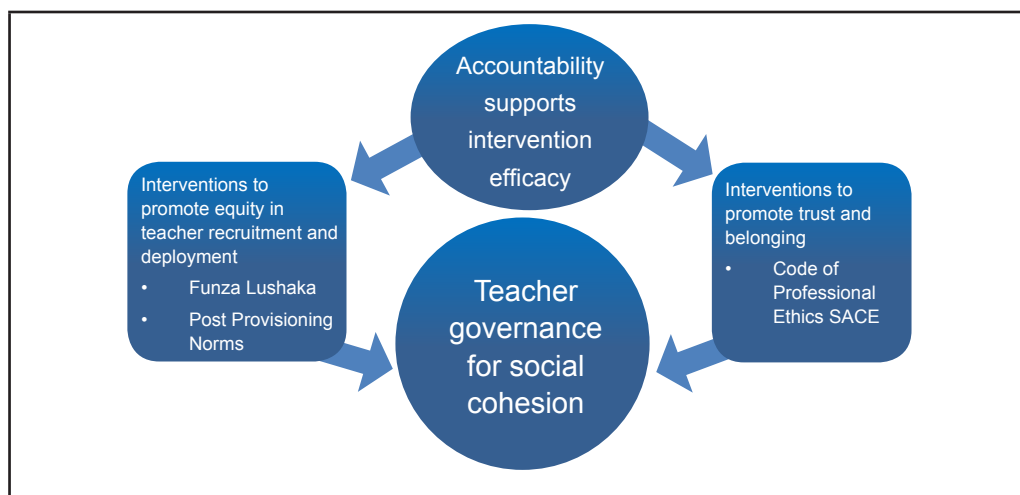 Accountability
supports
intervention
efficacy
Interventions to
promote equity in
teacher recruitment and
deployment
• Funza Lushaka
• Post Provisioning
Norms
Interventions to
promote trust and
belonging
• Code of
Professional
Ethics SACE
Teacher
governance
for social
cohesion